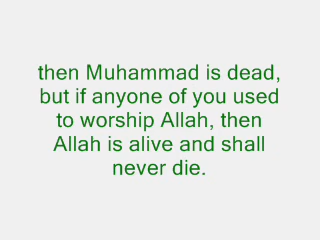 then Muhammad is dead,
but if anyone of you used
to worship Allah, then
Allah is alive and shall
never die.